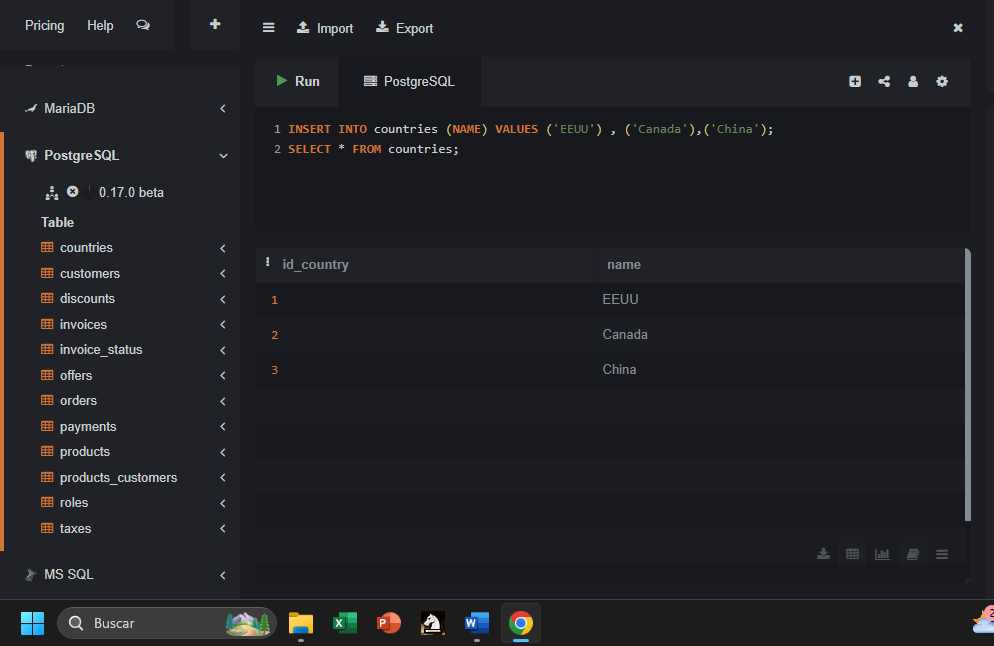 Pricing Help
Import Export
Run PostgreSQL
MariaDB
PostgreSQL
0.17.0 beta
Table
countries
customers
discounts
invoices
invoice_status
offers
orders
payments
products
products_customers
roles
taxes
MS SQL
1 INSERT INTO countries (NAME) VALUES ('EEUU') , ('Canada'),('China');
2 SELECT * FROM countries;
id_country name
1 EEUU
2 Canada
3 China
Buscar
2